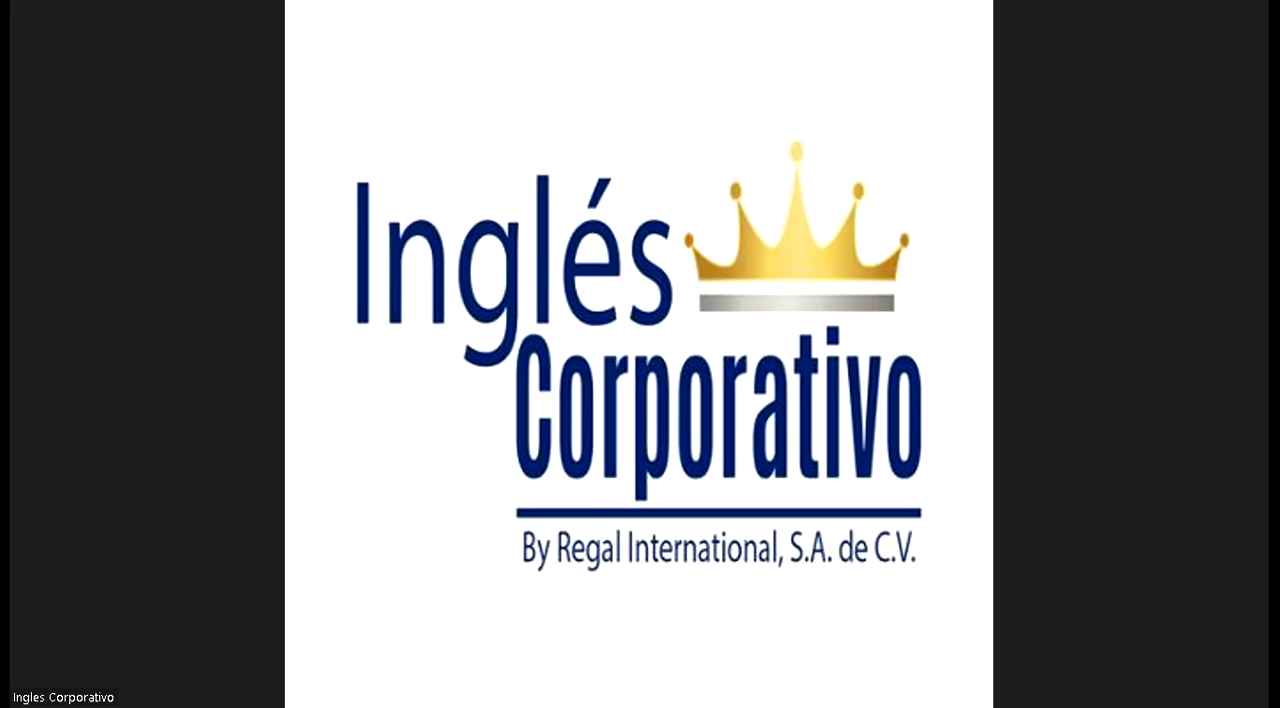 Inglés
Corporativo
By Regal International, S.A. de C.V.
Ingles Corporativo